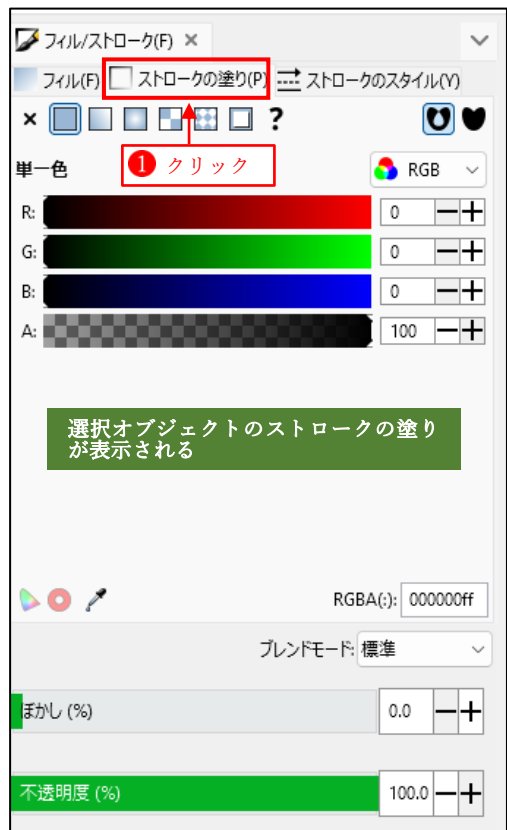 フィル/ストローク(F) ×
フィル(F) ストロークの塗り(P) ストロークのスタイル(Y)
× ?
1 クリック
単一色 RGB
R: 0
G: 0
B: 0
A: 100
選択オブジェクトのストロークの塗り
が表示される
RGBA(:): 000000ff
ブレンドモード: 標準
ぼかし (%) 0.0
不透明度 (%) 100.0